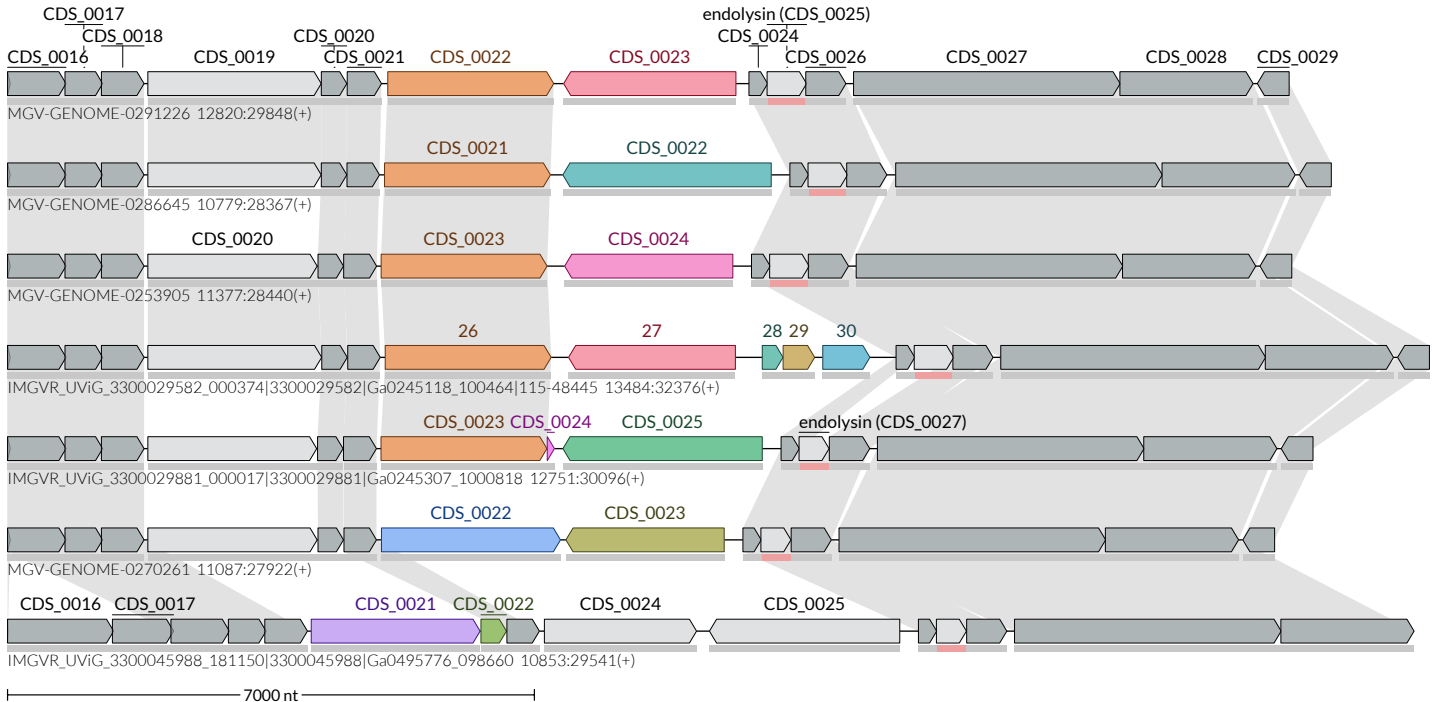 CDS_0017
endolysin (CDS_0025)
CDS_0018
CDS_0020
CDS_0024
CDS_0016
CDS_0019
CDS_0021
CDS_0022
CDS_0023
CDS_0026
CDS_0027
CDS_0028
CDS_0029
MGV-GENOME-0291226 12820:29848(+)
CDS_0021
CDS_0022
MGV-GENOME-0286645 10779:28367(+)
CDS_0020
CDS_0023
CDS_0024
MGV-GENOME-0253905 11377:28440(+)
26
27
28
29
30
IMGVR_UViG_3300029582_000374|3300029582|Ga0245118_100464|115-48445 13484:32376(+)
CDS_0023
CDS_0024
CDS_0025
endolysin (CDS_0027)
IMGVR_UViG_3300029881_000017|3300029881|Ga0245307_1000818 12751:30096(+)
CDS_0022
CDS_0023
MGV-GENOME-0270261 11087:27922(+)
CDS_0016
CDS_0017
CDS_0021
CDS_0022
CDS_0024
CDS_0025
IMGVR_UViG_3300045988_181150|3300045988|Ga0495776_098660 10853:29541(+)
7000 nt